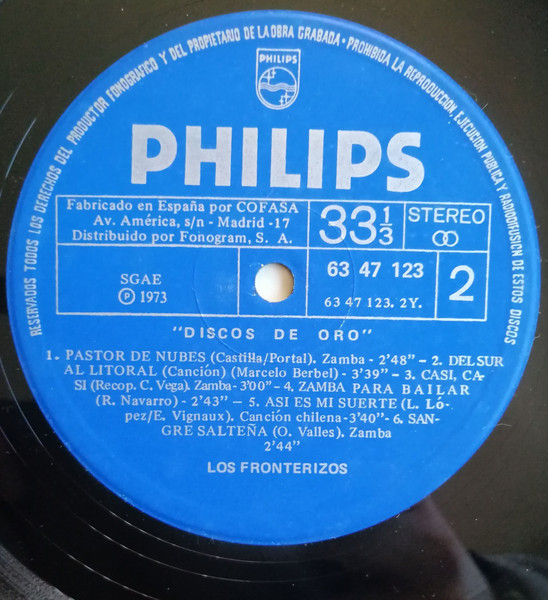 RESERVADOS TODOS LOS DERECHOS DEL PRODUCTOR FONOGRAFICO Y DEL PROPIETARIO DE LA OBRA GRABADA · PROHIBIDA LA REPRODUCCION, EJECUCION PUBLICA Y RADIODIFUSION DE ESTOS DISCOS
PHILIPS
PHILIPS
Fabricado en España por COFASA
Av. América, s/n - Madrid -17
Distribuido por Fonogram, S. A.
33 1/3
STEREO
SGAE
Ⓟ 1973
63 47 123
63 47 123. 2Y.
2
"DISCOS DE ORO"
1. PASTOR DE NUBES (Castilla/Portal). Zamba - 2'48" – 2. DEL SUR
AL LITORAL (Canción) (Marcelo Berbel) - 3'39" – 3. CASI, CA-
SI (Recop. C. Vega). Zamba- 3'00" - 4. ZAMBA PARA BAILAR
(R. Navarro) - 2'43" – 5. ASI ES MI SUERTE (L. Ló-
pez/E. Vignaux). Canción chilena-3'40"- 6. SAN-
GRE SALTEÑA (O. Valles). Zamba
2'44"
LOS FRONTERIZOS